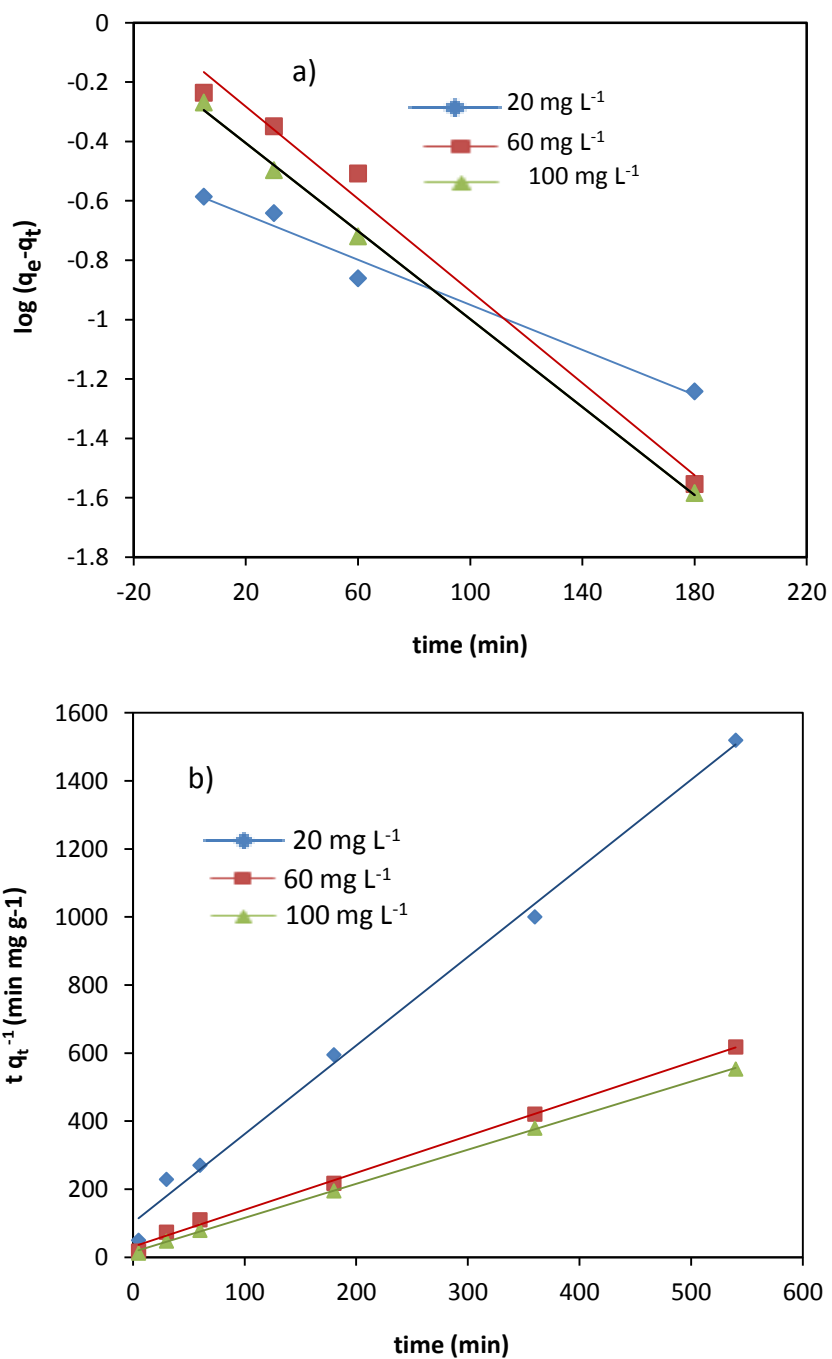 0
-0.2
-0.4
-0.6
-0.8
-1
-1.2
-1.4
-1.6
-1.8
-20 20 60 100 140 180 220
log (qe-qt)
time (min)
a)
20 mg L-1
60 mg L-1
100 mg L-1
1600
1400
1200
1000
800
600
400
200
0
0 100 200 300 400 500 600
t qt -1 (min mg g-1)
time (min)
b)
20 mg L-1
60 mg L-1
100 mg L-1